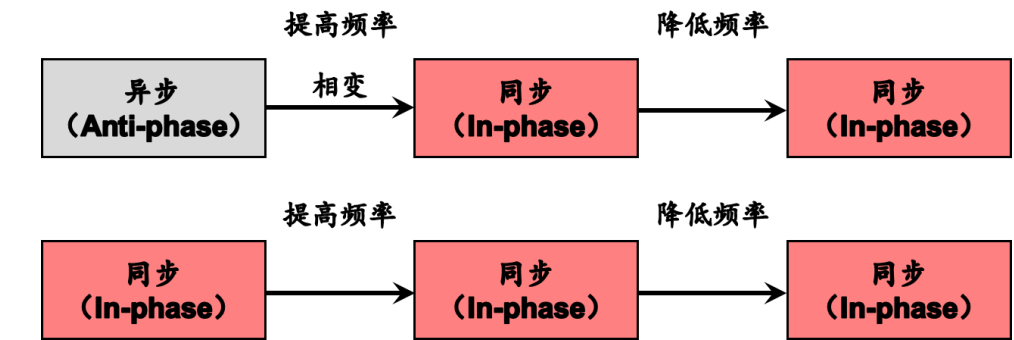 提高频率
降低频率
异步
（Anti-phase）
相变
同步
（In-phase）
同步
（In-phase）
提高频率
降低频率
同步
（In-phase）
同步
（In-phase）
同步
（In-phase）